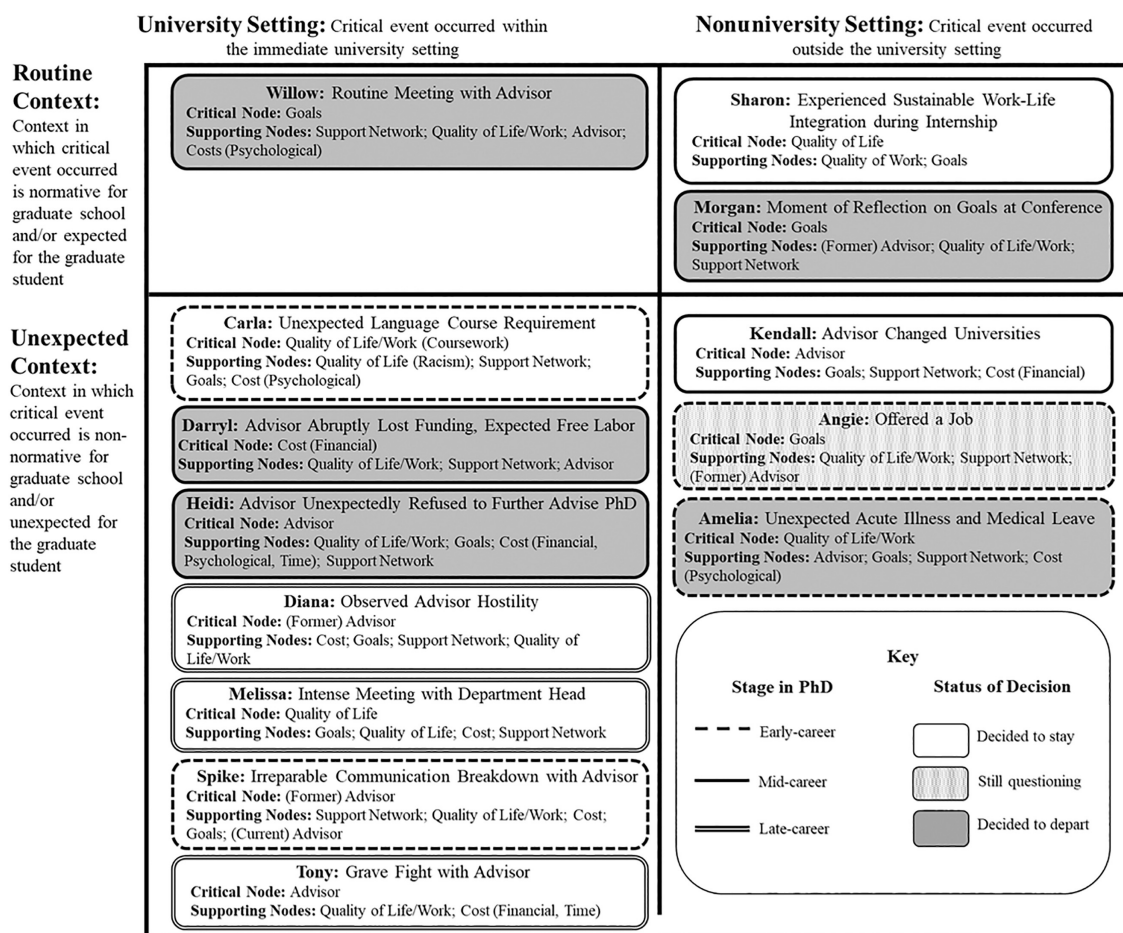 University Setting: Critical event occurred within
the immediate university setting
Nonuniversity Setting: Critical event occurred
outside the university setting
Routine
Context:
Context in
which critical
event occurred
is normative for
graduate school
and/or expected
for the graduate
student
Willow: Routine Meeting with Advisor
Critical Node: Goals
Supporting Nodes: Support Network; Quality of Life/Work; Advisor;
Costs (Psychological)
Sharon: Experienced Sustainable Work-Life
Integration during Internship
Critical Node: Quality of Life
Supporting Nodes: Quality of Work; Goals
Morgan: Moment of Reflection on Goals at Conference
Critical Node: Goals
Supporting Nodes: (Former) Advisor; Quality of Life/Work;
Support Network
Unexpected
Context:
Context in which
critical event
occurred is non-
normative for
graduate school
and/or
unexpected for
the graduate
student
Carla: Unexpected Language Course Requirement
Critical Node: Quality of Life/Work (Coursework)
Supporting Nodes: Quality of Life (Racism); Support Network;
Goals; Cost (Psychological)
Darryl: Advisor Abruptly Lost Funding, Expected Free Labor
Critical Node: Cost (Financial)
Supporting Nodes: Quality of Life/Work; Support Network; Advisor
Heidi: Advisor Unexpectedly Refused to Further Advise PhD
Critical Node: Advisor
Supporting Nodes: Quality of Life/Work; Goals; Cost (Financial,
Psychological, Time); Support Network
Diana: Observed Advisor Hostility
Critical Node: (Former) Advisor
Supporting Nodes: Cost; Goals; Support Network; Quality of
Life/Work
Melissa: Intense Meeting with Department Head
Critical Node: Quality of Life
Supporting Nodes: Goals; Quality of Life; Cost; Support Network
Spike: Irreparable Communication Breakdown with Advisor
Critical Node: (Former) Advisor
Supporting Nodes: Support Network; Quality of Life/Work; Cost;
Goals; (Current) Advisor
Tony: Grave Fight with Advisor
Critical Node: Advisor
Supporting Nodes: Quality of Life/Work; Cost (Financial, Time)
Kendall: Advisor Changed Universities
Critical Node: Advisor
Supporting Nodes: Goals; Support Network; Cost (Financial)
Angie: Offered a Job
Critical Node: Goals
Supporting Nodes: Quality of Life/Work; Support Network;
(Former) Advisor
Amelia: Unexpected Acute Illness and Medical Leave
Critical Node: Quality of Life/Work
Supporting Nodes: Advisor; Goals; Support Network; Cost
(Psychological)
Key
Stage in PhD
Status of Decision
Early-career
Decided to stay
Mid-career
Still questioning
Late-career
Decided to depart